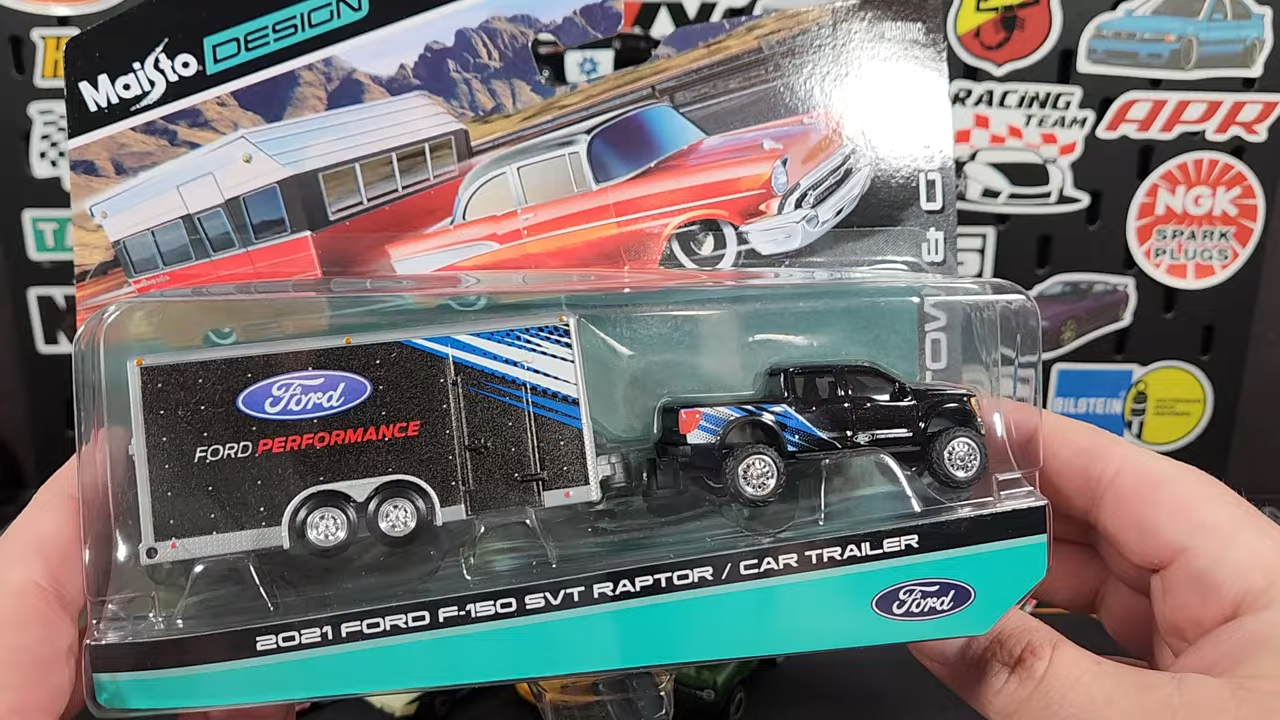 Maisto DESIGN
WARNING:
RACING
TEAM
APR
NGK
SPARK
PLUGS
BILSTEIN
Ford
FORD PERFORMANCE
2021 FORD F-150 SVT RAPTOR / CAR TRAILER
Ford